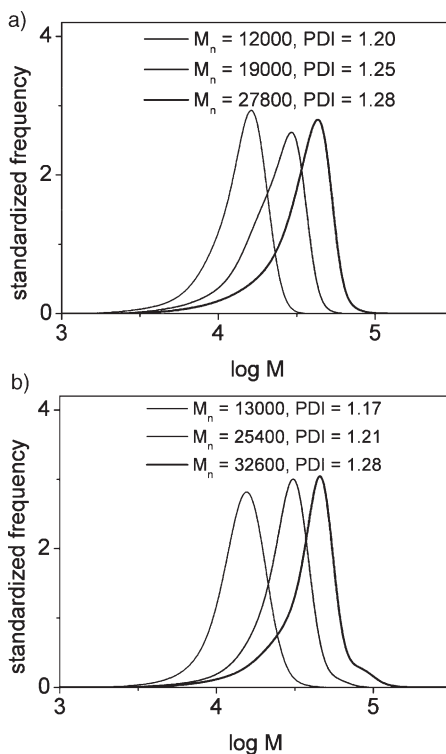 a)
M_n = 12000, PDI = 1.20
M_n = 19000, PDI = 1.25
M_n = 27800, PDI = 1.28
standardized frequency
4
2
0
3 4 5
log M
b)
M_n = 13000, PDI = 1.17
M_n = 25400, PDI = 1.21
M_n = 32600, PDI = 1.28
standardized frequency
4
2
0
3 4 5
log M